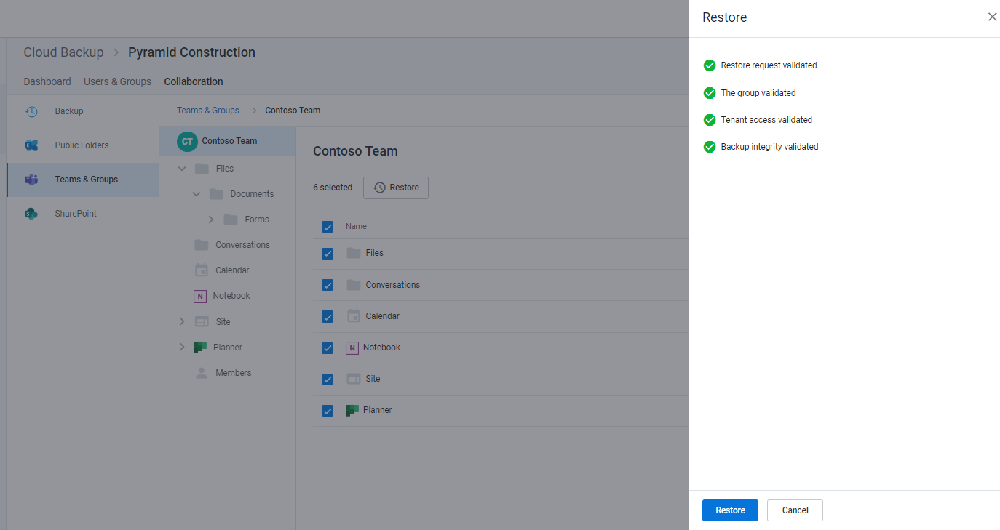 Restore
Cloud Backup > Pyramid Construction
Dashboard Users & Groups Collaboration
Backup
Public Folders
Teams & Groups
SharePoint
Teams & Groups > Contoso Team
CT Contoso Team
Files
Documents
Forms
Conversations
Calendar
N Notebook
Site
Planner
Members
Contoso Team
6 selected Restore
Name
Files
Conversations
Calendar
N Notebook
Site
Planner
Restore request validated
The group validated
Tenant access validated
Backup integrity validated
Restore Cancel